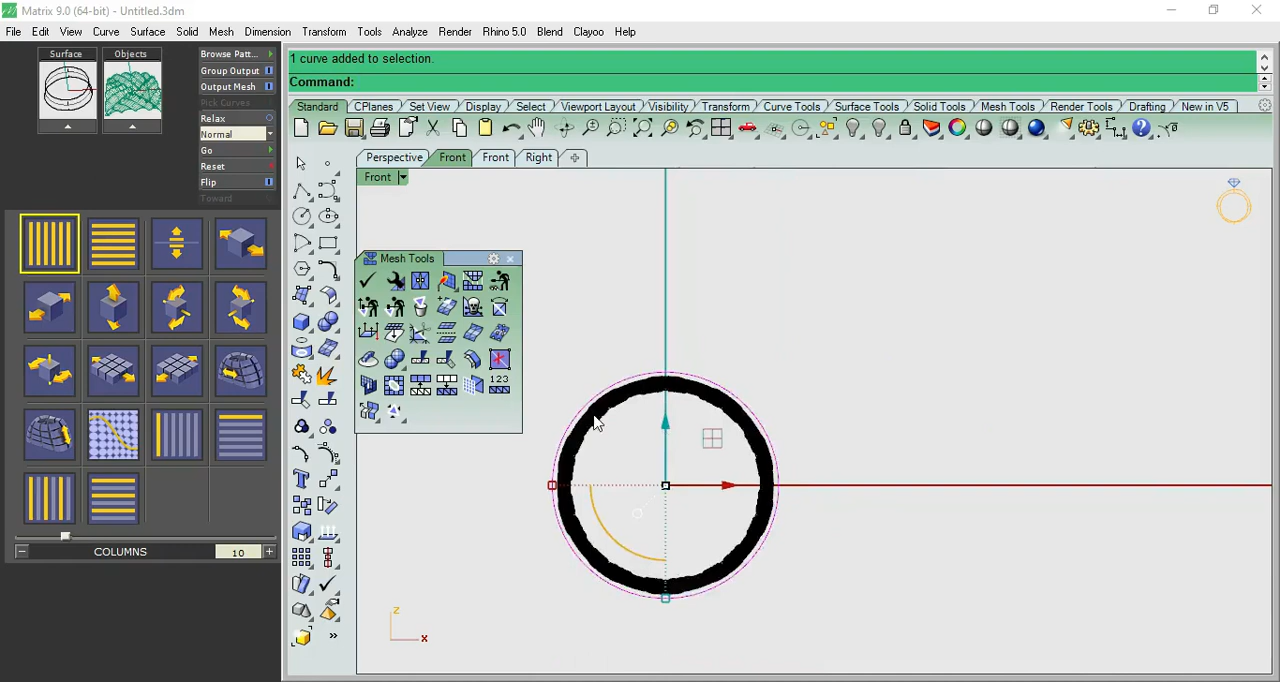 Matrix 9.0 (64-bit) - Untitled.3dm
File Edit View Curve Surface Solid Mesh Dimension Transform Tools Analyze Render Rhino 5.0 Blend Clayoo Help
Surface
Objects
Browse Patt...
Group Output
Output Mesh
Pick Curves
Relax
Normal
Go
Reset
Flip
Toward
1 curve added to selection.
Command:
Standard CPlanes Set View Display Select Viewport Layout Visibility Transform Curve Tools Surface Tools Solid Tools Mesh Tools Render Tools Drafting New in V5
Perspective Front Front Right
Front
Mesh Tools
123
COLUMNS 10
z
x